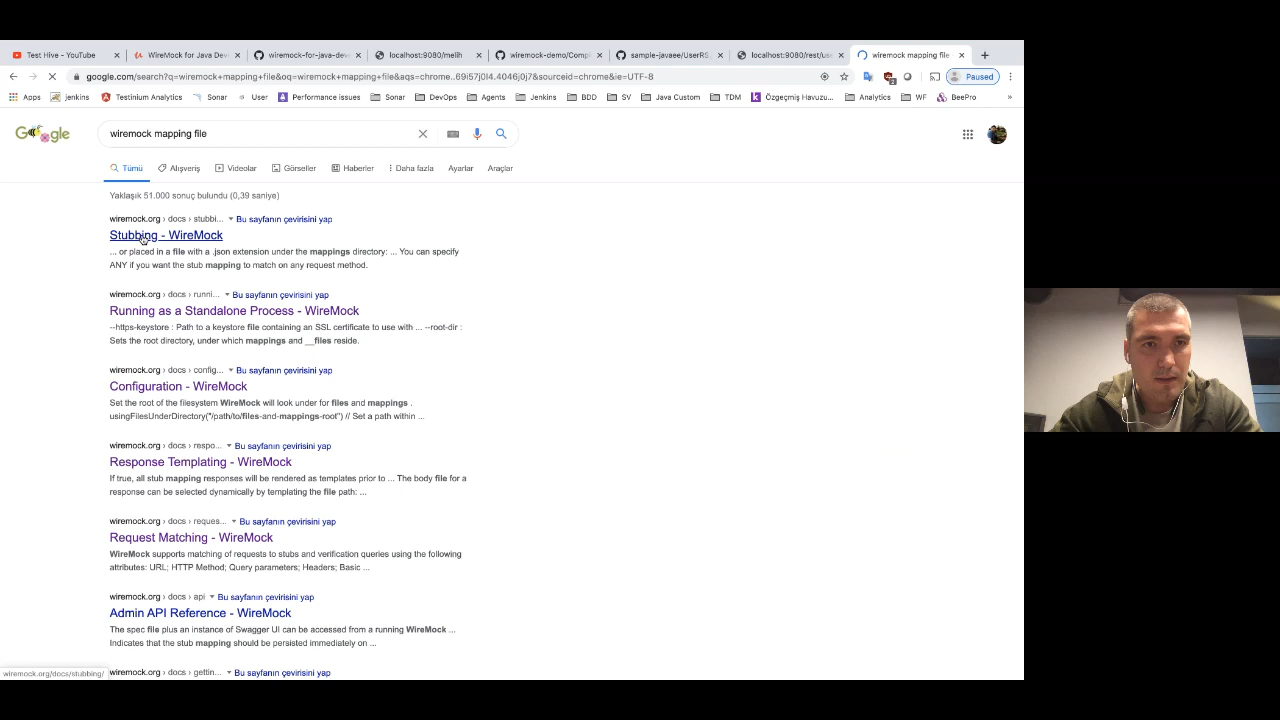 Test Hive - YouTube
WireMock for Java De
wiremock-for-java-dev
localhost:9080/melih
wiremock-demo/Compl
sample-javaee/UserRS.
localhost:9080/rest/use
wiremock mapping file
google.com/search?q=wiremock+mapping+file&oq=wiremock+mapping+file&aqs=chrome..69i57j0l4.4046j0j7&sourceid=chrome&ie=UTF-8
Paused
Apps
jenkins
Testinium Analytics
Sonar
User
Performance issues
Sonar
DevOps
Agents
Jenkins
BDD
SV
Java Custom
TDM
Özgeçmiş Havuzu...
Analytics
WF
BeePro
»
wiremock mapping file
Tümü
Alışveriş
Videolar
Görseller
Haberler
Daha fazla
Ayarlar
Araçlar
Yaklaşık 51.000 sonuç bulundu (0,39 saniye)
wiremock.org › docs › stubbi... Bu sayfanın çevirisini yap
Stubbing - WireMock
... or placed in a file with a .json extension under the mappings directory: ... You can specify
ANY if you want the stub mapping to match on any request method.
wiremock.org › docs › runni... Bu sayfanın çevirisini yap
Running as a Standalone Process - WireMock
--https-keystore : Path to a keystore file containing an SSL certificate to use with ... --root-dir :
Sets the root directory, under which mappings and __files reside.
wiremock.org › docs › config... Bu sayfanın çevirisini yap
Configuration - WireMock
Set the root of the filesystem WireMock will look under for files and mappings .
usingFilesUnderDirectory("/path/to/files-and-mappings-root") // Set a path within ...
wiremock.org › docs › respo... Bu sayfanın çevirisini yap
Response Templating - WireMock
If true, all stub mapping responses will be rendered as templates prior to ... The body file for a
response can be selected dynamically by templating the file path: ...
wiremock.org › docs › reques... Bu sayfanın çevirisini yap
Request Matching - WireMock
WireMock supports matching of requests to stubs and verification queries using the following
attributes: URL; HTTP Method; Query parameters; Headers; Basic ...
wiremock.org › docs › api Bu sayfanın çevirisini yap
Admin API Reference - WireMock
The spec file plus an instance of Swagger UI can be accessed from a running WireMock ...
Indicates that the stub mapping should be persisted immediately on ...
wiremock.org › docs › gettin... Bu sayfanın çevirisini yap
wiremock.org/docs/stubbing/